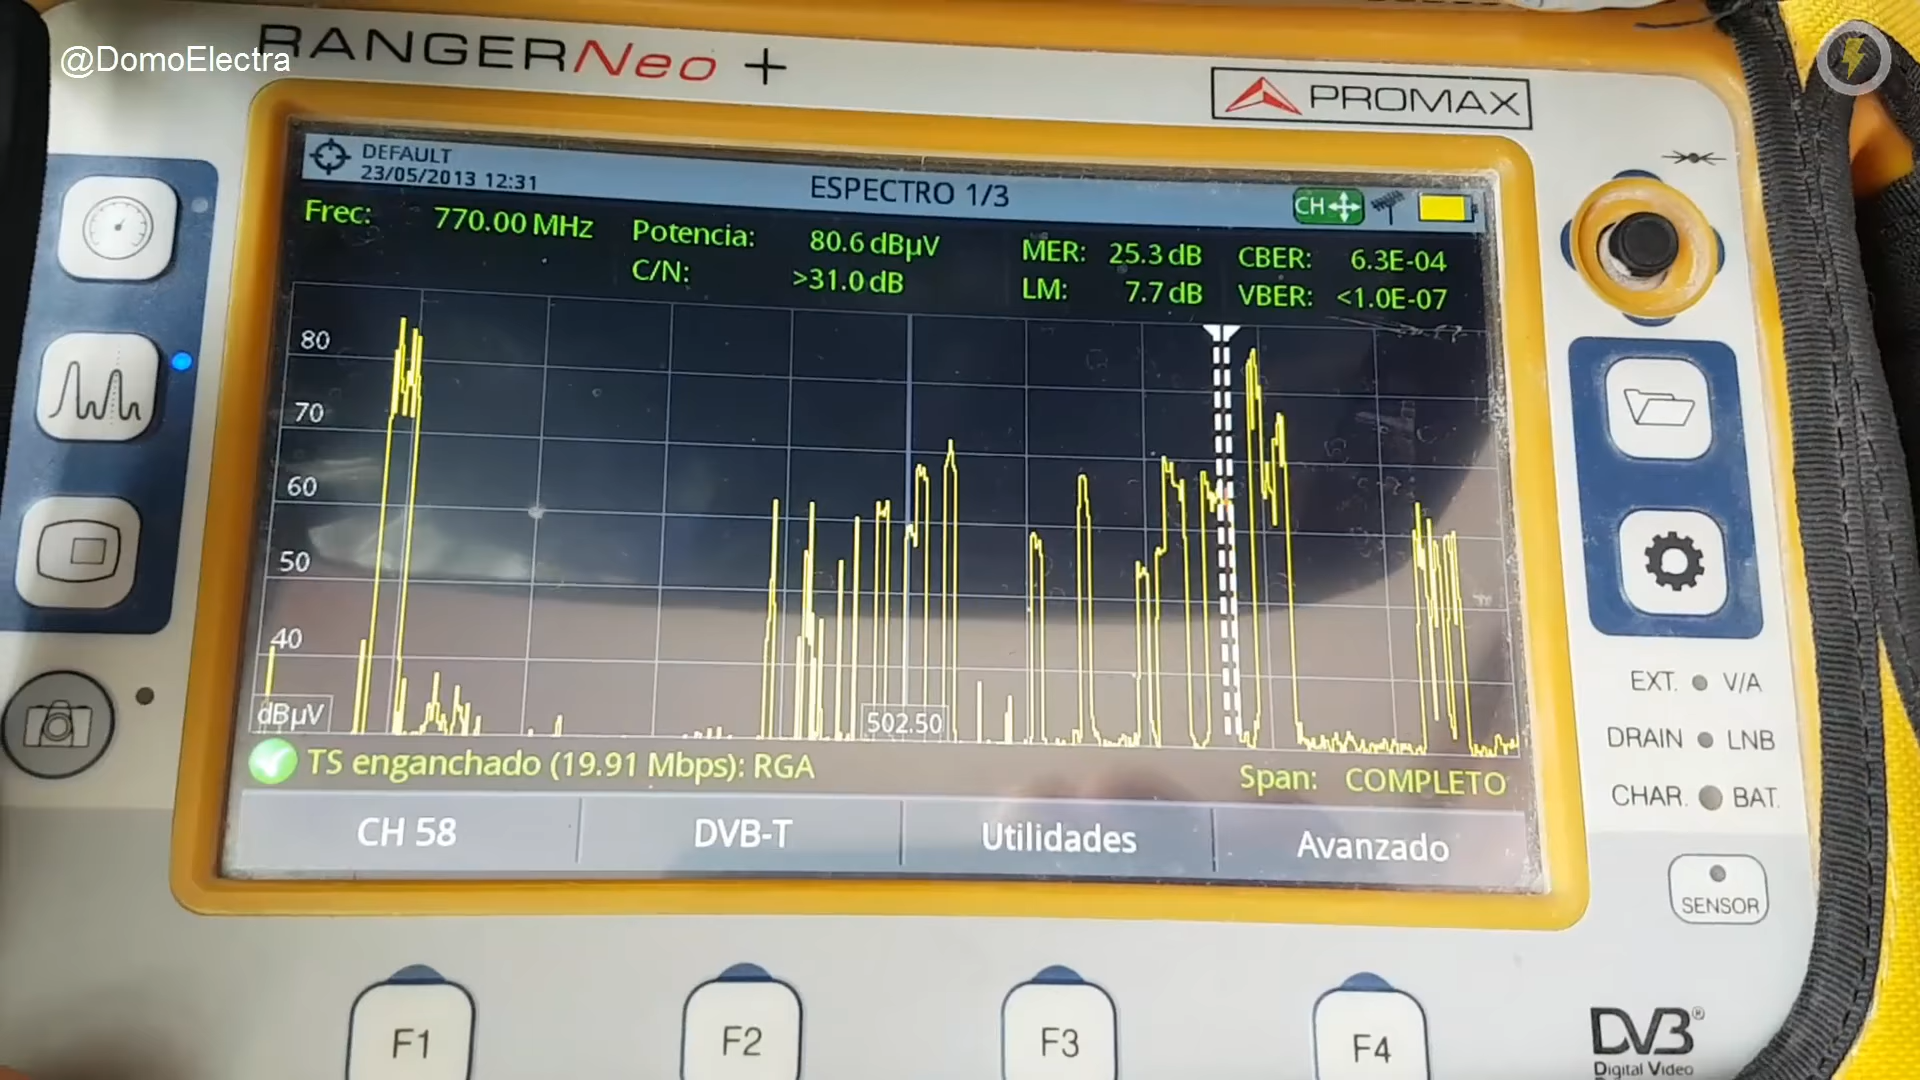 @DomoElectra
RANGERNeo +
PROMAX
DEFAULT
23/05/2013 12:31
ESPECTRO 1/3
CH
Frec: 770.00 MHz
Potencia: 80.6 dBµV
C/N: >31.0 dB
MER: 25.3 dB
LM: 7.7 dB
CBER: 6.3E-04
VBER: <1.0E-07
80
70
60
50
40
dBµV
502.50
TS enganchado (19.91 Mbps): RGA
Span: COMPLETO
CH 58
DVB-T
Utilidades
Avanzado
EXT. V/A
DRAIN LNB
CHAR. BAT.
SENSOR
F1
F2
F3
F4
DVB®
Digital Video